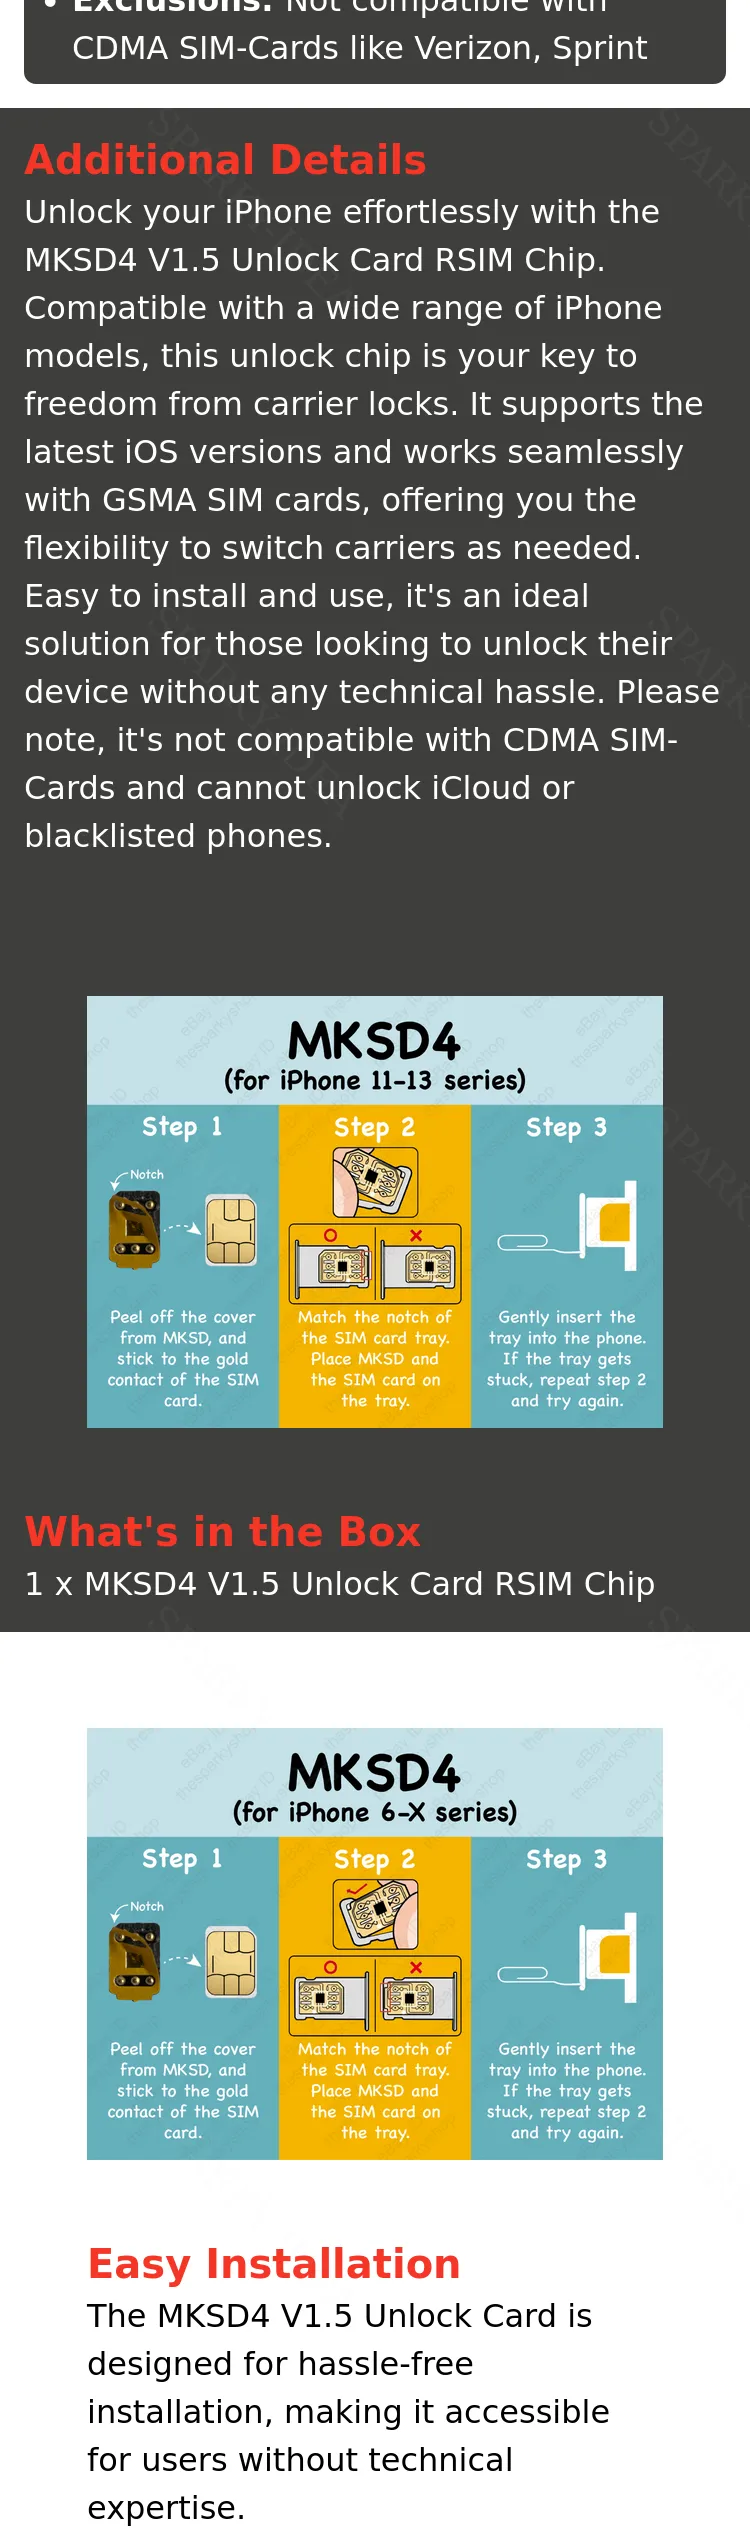 • Exclusions: Not compatible with
CDMA SIM-Cards like Verizon, Sprint
Additional Details
Unlock your iPhone effortlessly with the
MKSD4 V1.5 Unlock Card RSIM Chip.
Compatible with a wide range of iPhone
models, this unlock chip is your key to
freedom from carrier locks. It supports the
latest iOS versions and works seamlessly
with GSMA SIM cards, offering you the
flexibility to switch carriers as needed.
Easy to install and use, it's an ideal
solution for those looking to unlock their
device without any technical hassle. Please
note, it's not compatible with CDMA SIM-
Cards and cannot unlock iCloud or
blacklisted phones.
MKSD4
(for iPhone 11-13 series)
Step 1
Notch
Peel off the cover
from MKSD, and
stick to the gold
contact of the SIM
card.
Step 2
Match the notch of
the SIM card tray.
Place MKSD and
the SIM card on
the tray.
Step 3
Gently insert the
tray into the phone.
If the tray gets
stuck, repeat step 2
and try again.
What's in the Box
1 x MKSD4 V1.5 Unlock Card RSIM Chip
MKSD4
(for iPhone 6-X series)
Step 1
Notch
Peel off the cover
from MKSD, and
stick to the gold
contact of the SIM
card.
Step 2
Match the notch of
the SIM card tray.
Place MKSD and
the SIM card on
the tray.
Step 3
Gently insert the
tray into the phone.
If the tray gets
stuck, repeat step 2
and try again.
Easy Installation
The MKSD4 V1.5 Unlock Card is
designed for hassle-free
installation, making it accessible
for users without technical
expertise.